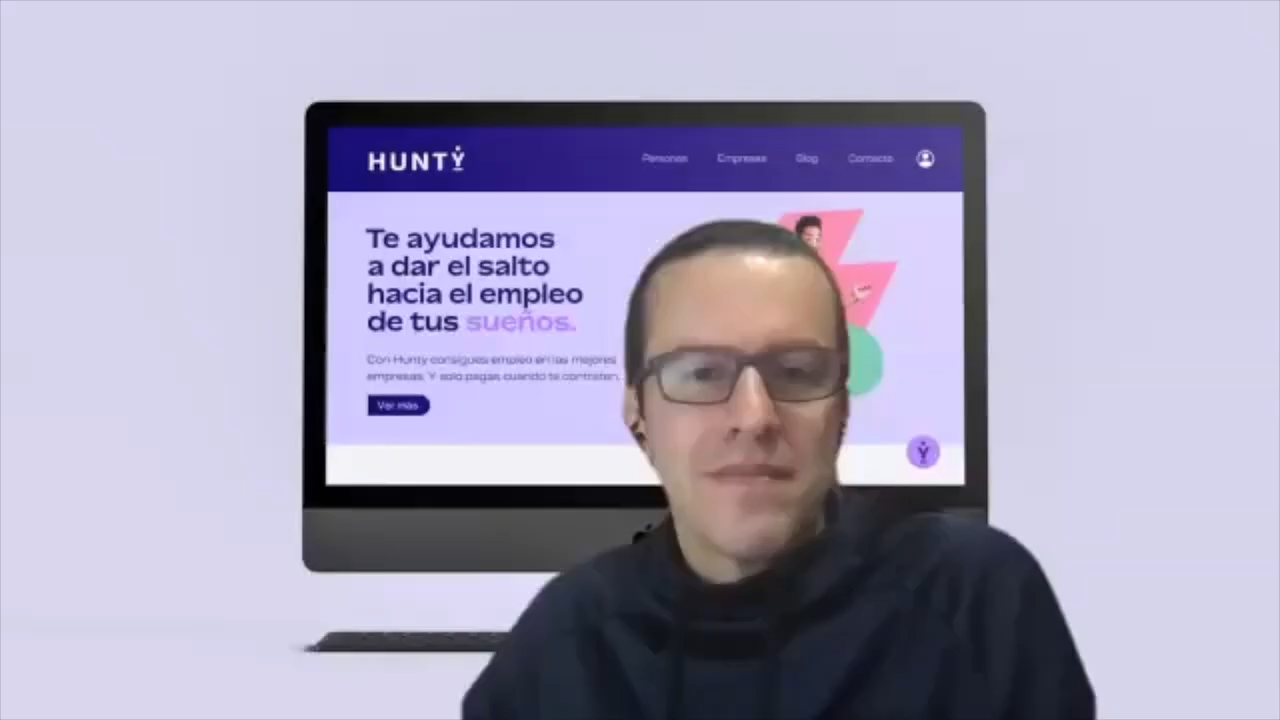 HUNTY
Personas Empresas Blog Contacto
Te ayudamos
a dar el salto
hacia el empleo
de tus sueños.
Con Hunty consigues empleo en las mejores
empresas. Y solo pagas cuando te contraten.
Ver más